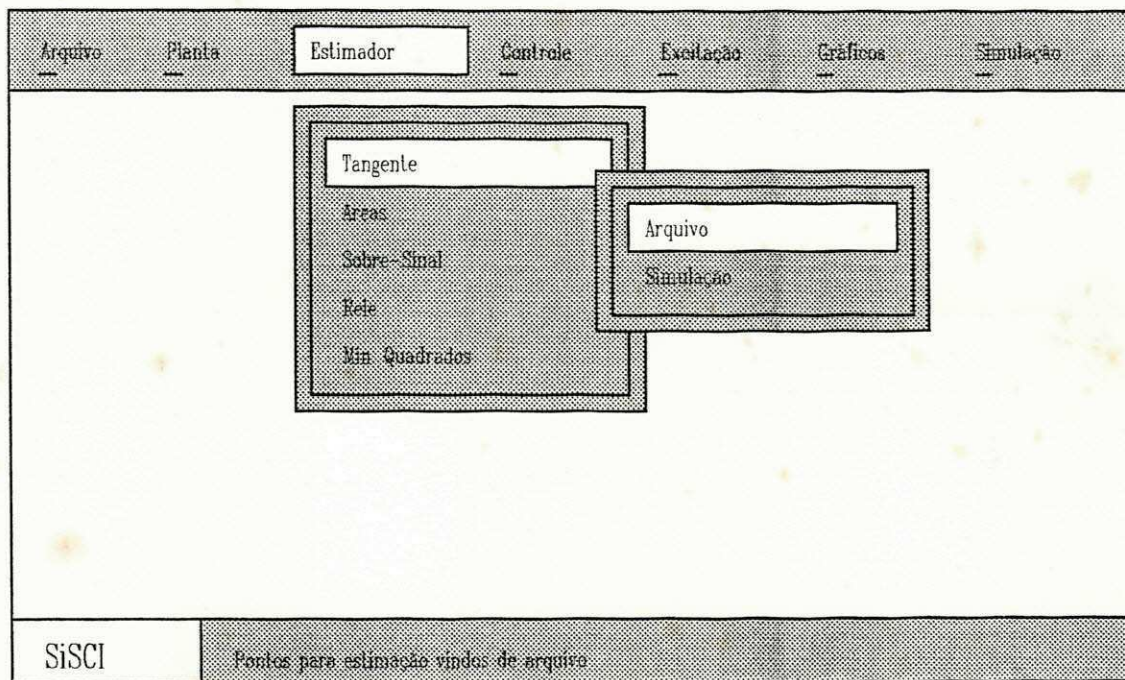 Arquivo Planta Estimador Controle Excitação Gráficos Simulação
Tangente
Areas
Sobre-Sinal
Rele
Min Quadrados
Arquivo
Simulação
SiSCI Pontos para estimação vindos de arquivo